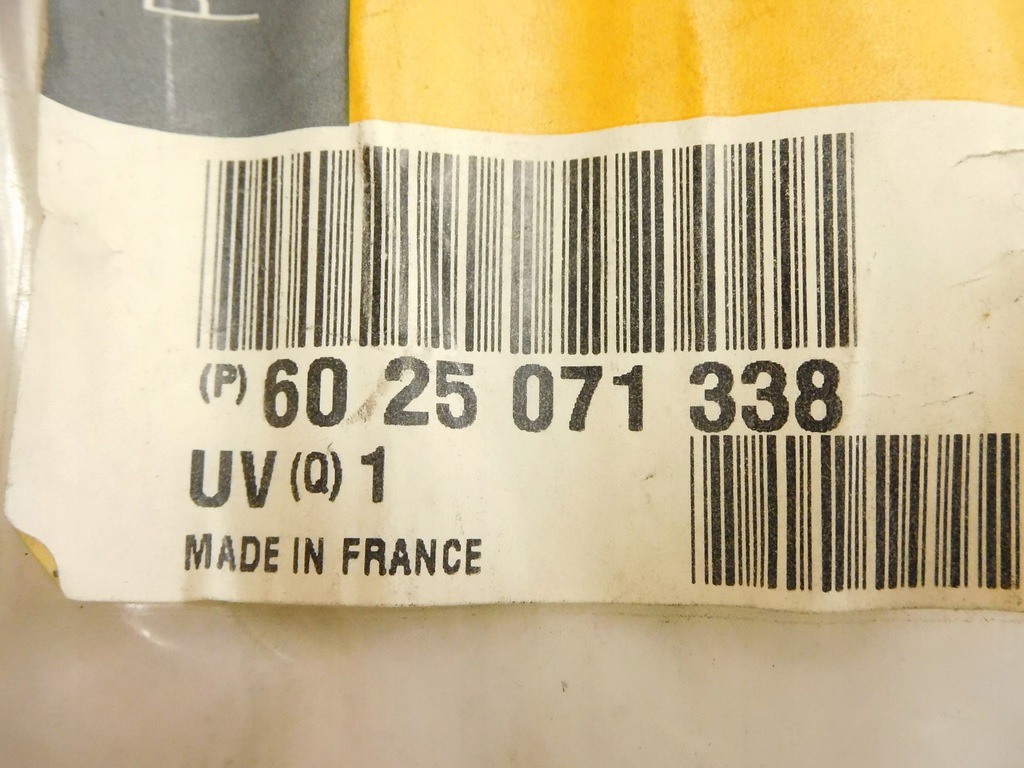 (P) 60 25 071 338
UV (Q) 1
MADE IN FRANCE